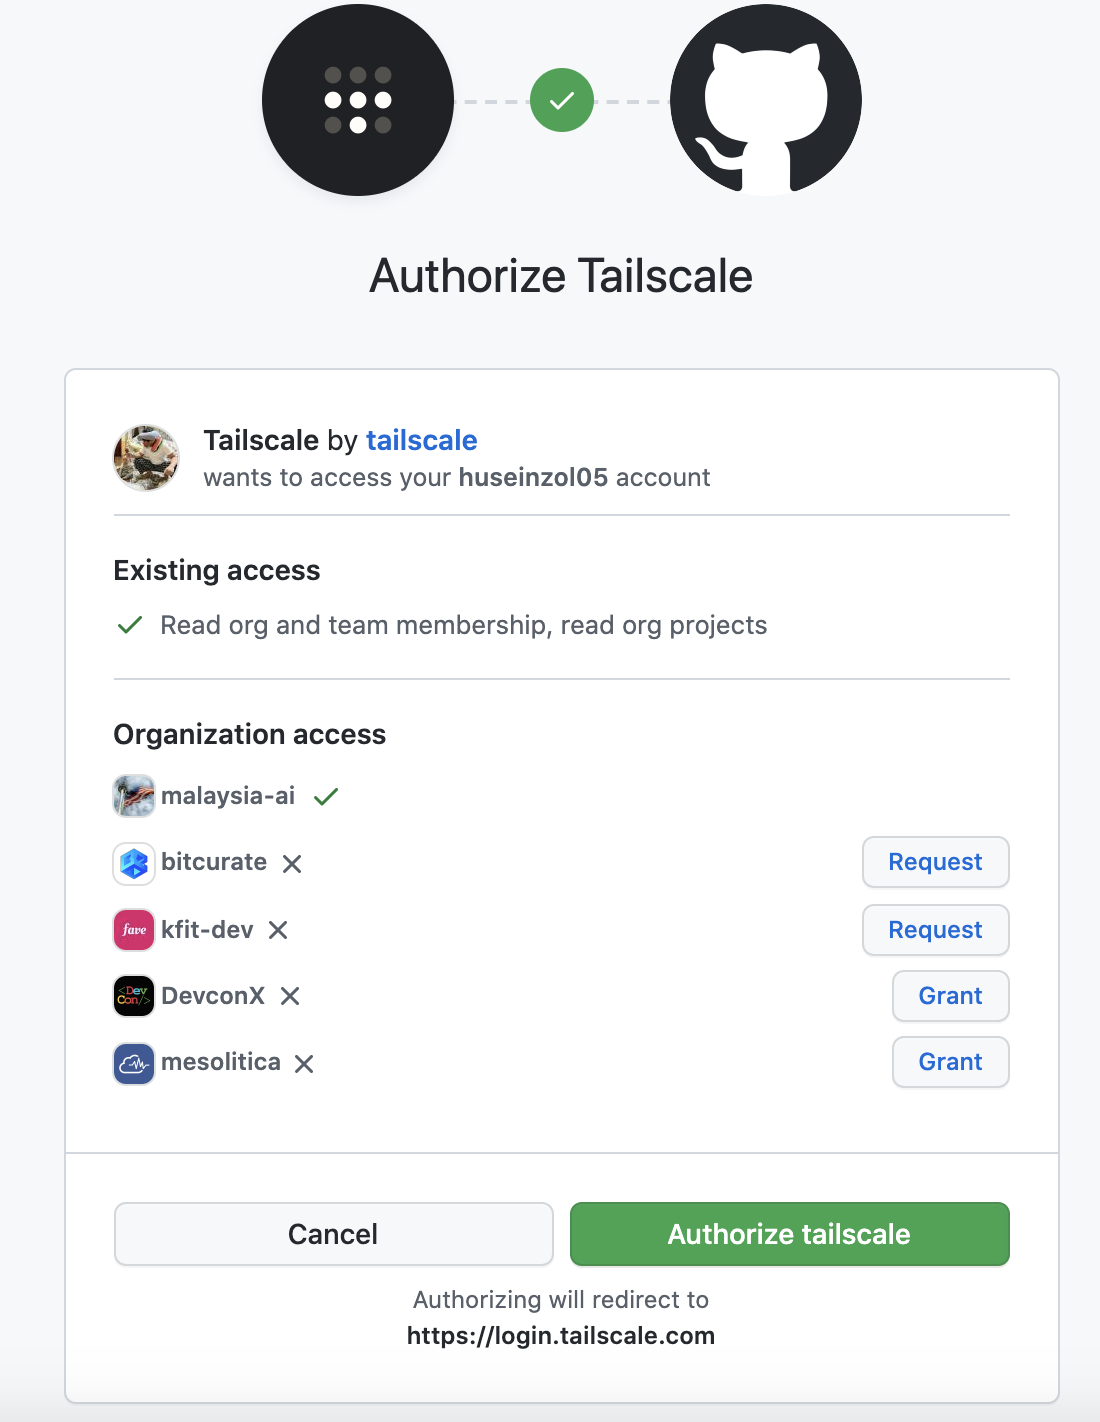 Authorize Tailscale
Tailscale by tailscale
wants to access your huseinzol05 account
Existing access
Read org and team membership, read org projects
Organization access
malaysia-ai
bitcurate
Request
fave
kfit-dev
Request
<Dev
Con/>
DevconX
Grant
mesolitica
Grant
Cancel
Authorize tailscale
Authorizing will redirect to
https://login.tailscale.com